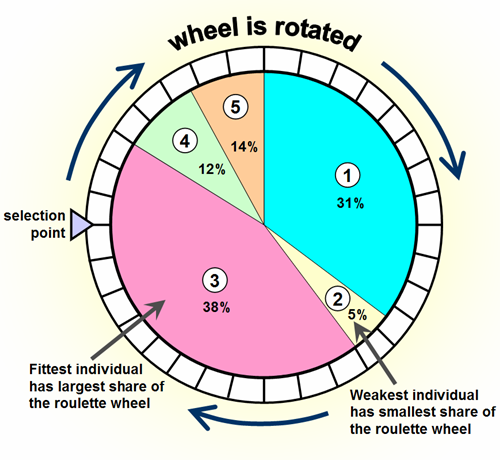 wheel is rotated
5
14%
4
12%
1
31%
selection
point
3
38%
2
5%
Fittest individual
has largest share of
the roulette wheel
Weakest individual
has smallest share of
the roulette wheel